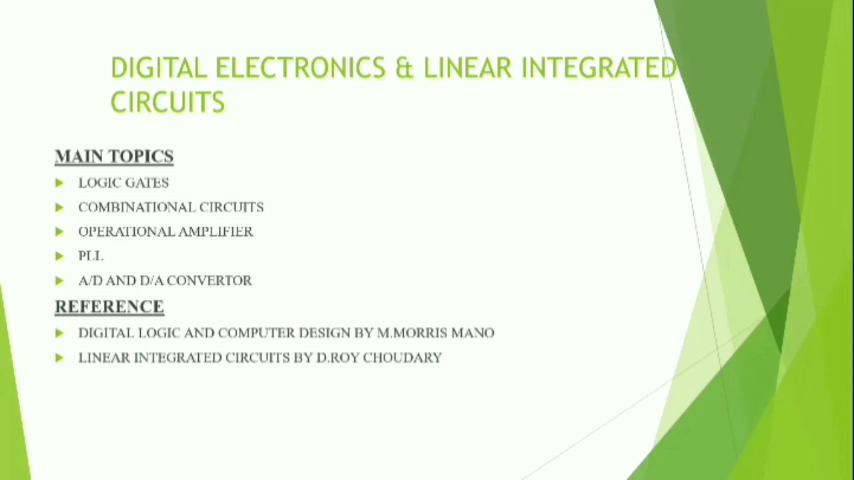 DIGITAL ELECTRONICS & LINEAR INTEGRATED
CIRCUITS
MAIN TOPICS
LOGIC GATES
COMBINATIONAL CIRCUITS
OPERATIONAL AMPLIFIER
PLL
A/D AND D/A CONVERTOR
REFERENCE
DIGITAL LOGIC AND COMPUTER DESIGN BY M.MORRIS MANO
LINEAR INTEGRATED CIRCUITS BY D.ROY CHOUDARY